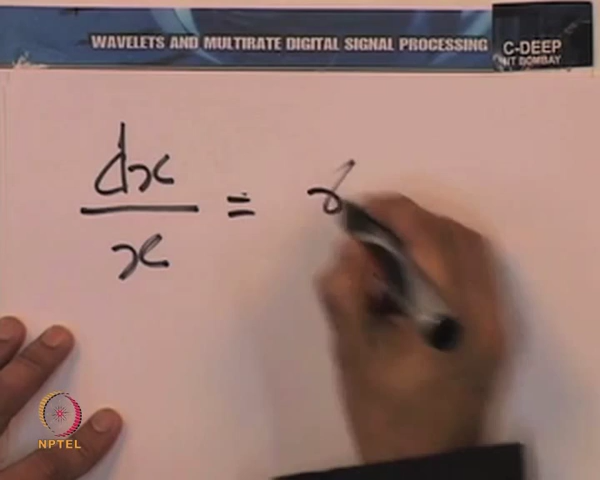 WAVELETS AND MULTIRATE DIGITAL SIGNAL PROCESSING
C-DEEP
IIT BOMBAY
dx
x
=
NPTEL